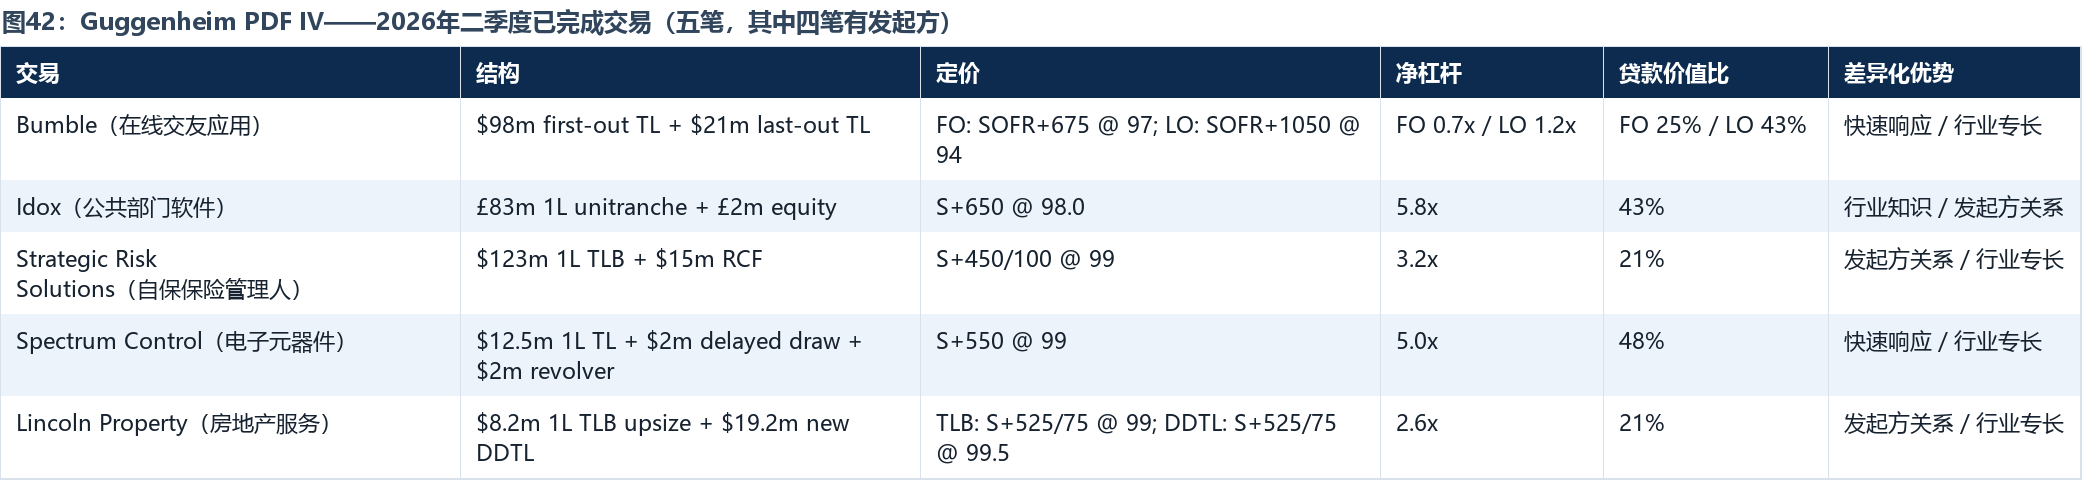 图42：Guggenheim PDF IV——2026年二季度已完成交易（五笔，其中四笔有发起方）
交易 结构 定价 净杠杆 贷款价值比 差异化优势
Bumble（在线交友应用） $98m first-out TL + $21m last-out TL FO: SOFR+675 @ 97; LO: SOFR+1050 @ FO 0.7x / LO 1.2x FO 25% / LO 43% 快速响应 / 行业专长
94
Idox（公共部门软件） £83m 1L unitranche + £2m equity S+650 @ 98.0 5.8x 43% 行业知识 / 发起方关系
Strategic Risk $123m 1L TLB + $15m RCF S+450/100 @ 99 3.2x 21% 发起方关系 / 行业专长
Solutions（自保保险管理人）
Spectrum Control（电子元器件） $12.5m 1L TL + $2m delayed draw + S+550 @ 99 5.0x 48% 快速响应 / 行业专长
$2m revolver
Lincoln Property（房地产服务） $8.2m 1L TLB upsize + $19.2m new TLB: S+525/75 @ 99; DDTL: S+525/75 2.6x 21% 发起方关系 / 行业专长
DDTL @ 99.5